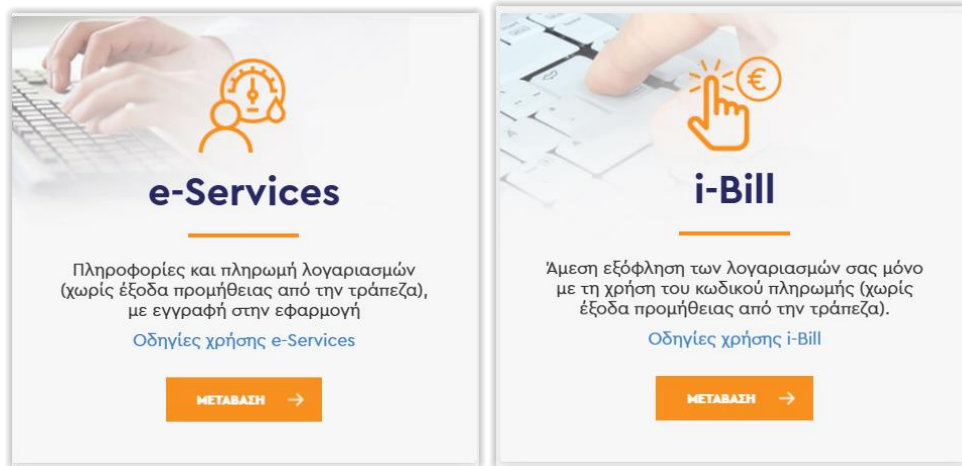 e-Services
Πληροφορίες και πληρωμή λογαριασμών
(χωρίς έξοδα προμήθειας από την τράπεζα),
με εγγραφή στην εφαρμογή
Οδηγίες χρήσης e-Services
ΜΕΤΑΒΑΣΗ →
€
i-Bill
Άμεση εξόφληση των λογαριασμών σας μόνο
με τη χρήση του κωδικού πληρωμής (χωρίς
έξοδα προμήθειας από την τράπεζα).
Οδηγίες χρήσης i-Bill
ΜΕΤΑΒΑΣΗ →